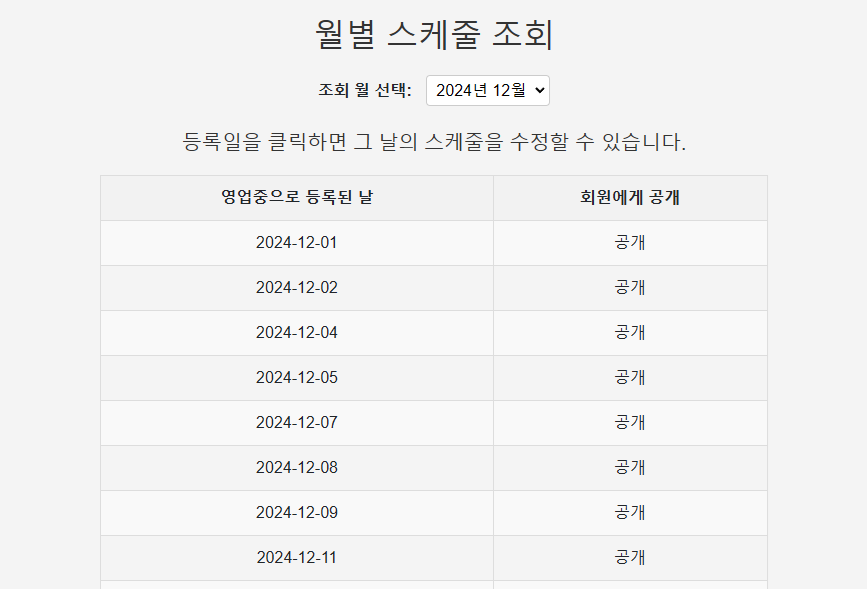 월별 스케줄 조회
조회 월 선택: 2024년 12월
등록일을 클릭하면 그 날의 스케줄을 수정할 수 있습니다.
영업중으로 등록된 날 회원에게 공개
2024-12-01 공개
2024-12-02 공개
2024-12-04 공개
2024-12-05 공개
2024-12-07 공개
2024-12-08 공개
2024-12-09 공개
2024-12-11 공개